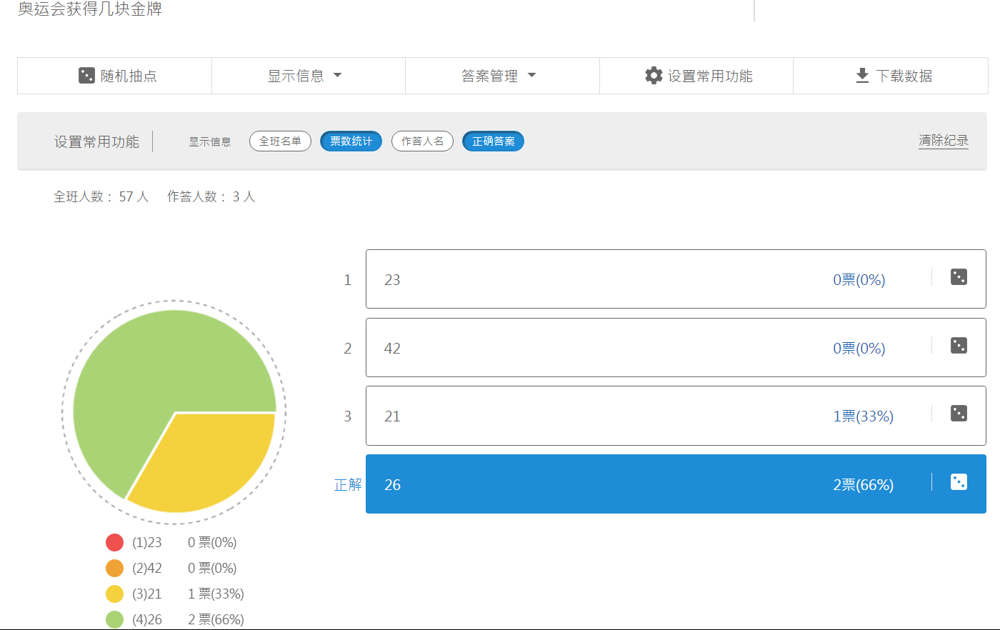 奥运会获得几块金牌
随机抽点 显示信息 答案管理 设置常用功能 下载数据
设置常用功能 显示信息 全班名单 票数统计 作答人名 正确答案 清除纪录
全班人数： 57 人 作答人数： 3 人
1 23 0票(0%)
2 42 0票(0%)
3 21 1票(33%)
正解 26 2票(66%)
(1)23 0 票(0%)
(2)42 0 票(0%)
(3)21 1 票(33%)
(4)26 2 票(66%)